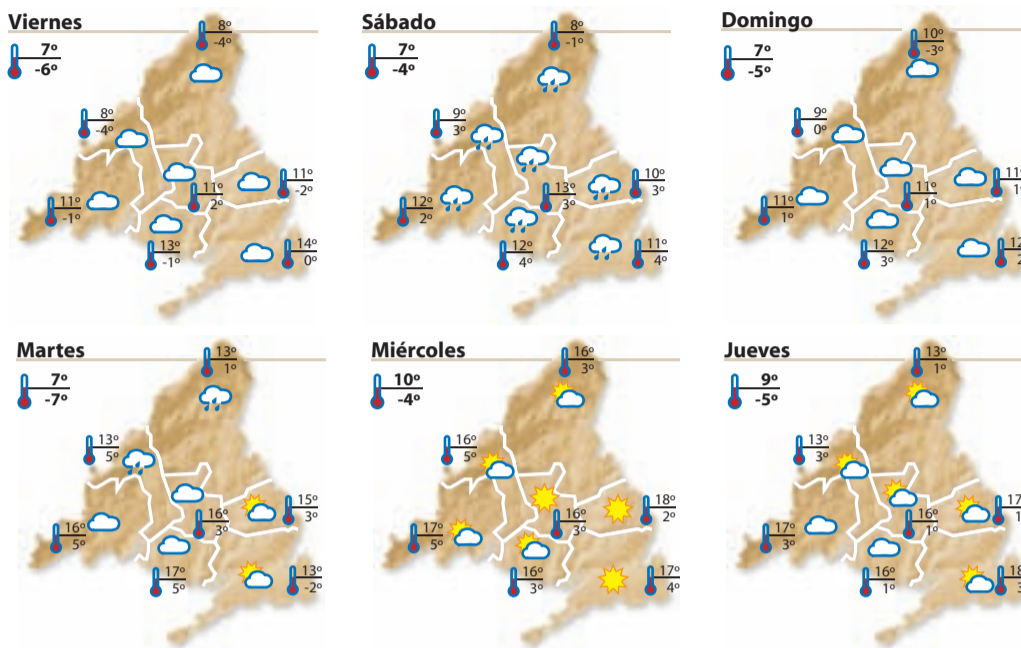 Viernes
7º
-6º
8º
-4º
8º
-4º
11º
-2º
11º
2º
11º
-1º
13º
-1º
14º
0º
Sábado
7º
-4º
8º
-1º
9º
3º
10º
3º
13º
3º
12º
2º
12º
4º
11º
4º
Domingo
7º
-5º
10º
-3º
9º
0º
11º
1º
11º
1º
12º
3º
Martes
7º
-7º
13º
1º
13º
5º
15º
3º
16º
3º
16º
5º
17º
5º
13º
-2º
Miércoles
10º
-4º
16º
3º
16º
5º
18º
2º
16º
3º
17º
5º
16º
3º
17º
4º
Jueves
9º
-5º
13º
1º
13º
3º
16º
1º
17º
3º
16º
1º